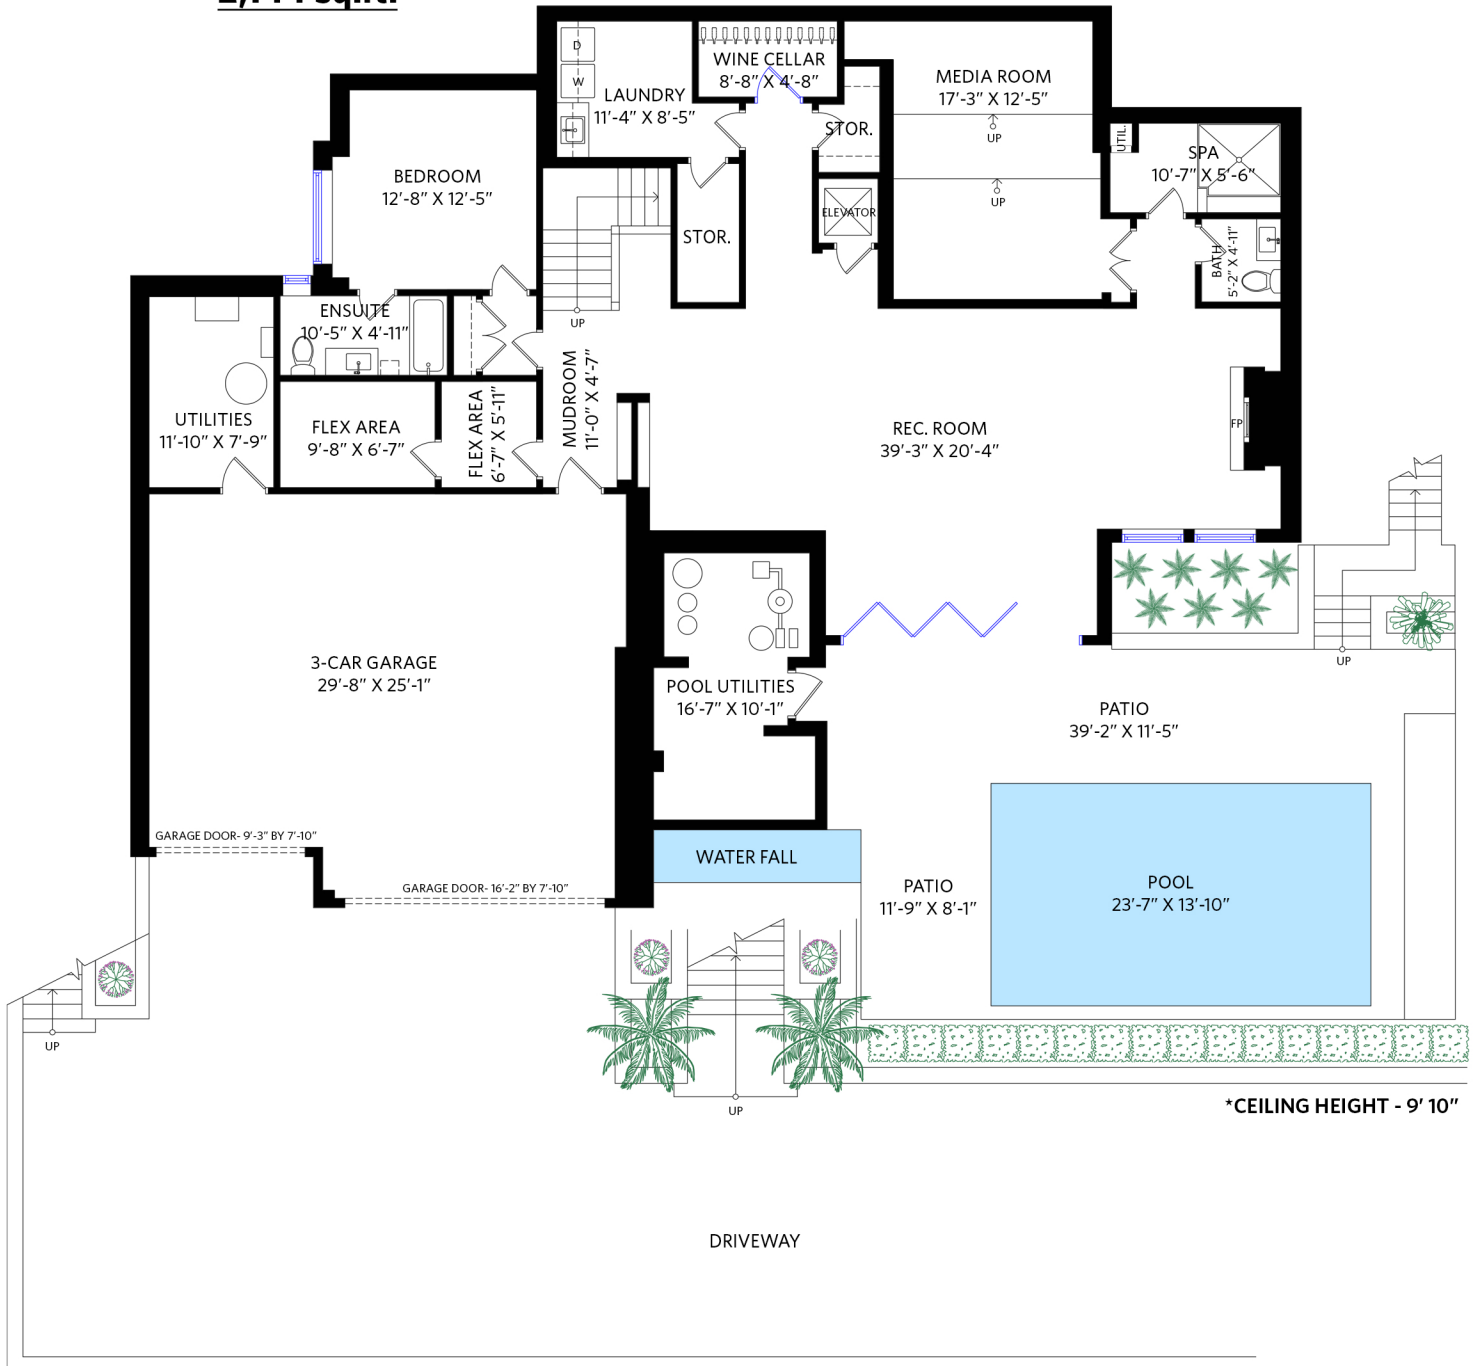 D
WINE CELLAR
8'-8" X 4'-8"
W
LAUNDRY
11'-4" X 8'-5"
MEDIA ROOM
17'-3" X 12'-5"
STOR.
UP
UTIL.
SPA
10'-7" X 5'-6"
BEDROOM
12'-8" X 12'-5"
UP
ELEVATOR
STOR.
BATH
5'-2" X 4'-11"
ENSUITE
10'-5" X 4'-11"
UP
MUDROOM
11'-0" X 4'-7"
UTILITIES
11'-10" X 7'-9"
FLEX AREA
9'-8" X 6'-7"
FLEX AREA
6'-7" X 5'-11"
REC. ROOM
39'-3" X 20'-4"
FP
3-CAR GARAGE
29'-8" X 25'-1"
POOL UTILITIES
16'-7" X 10'-1"
UP
PATIO
39'-2" X 11'-5"
GARAGE DOOR- 9'-3" BY 7'-10"
WATER FALL
GARAGE DOOR- 16'-2" BY 7'-10"
PATIO
11'-9" X 8'-1"
POOL
23'-7" X 13'-10"
UP
UP
*CEILING HEIGHT - 9' 10"
DRIVEWAY